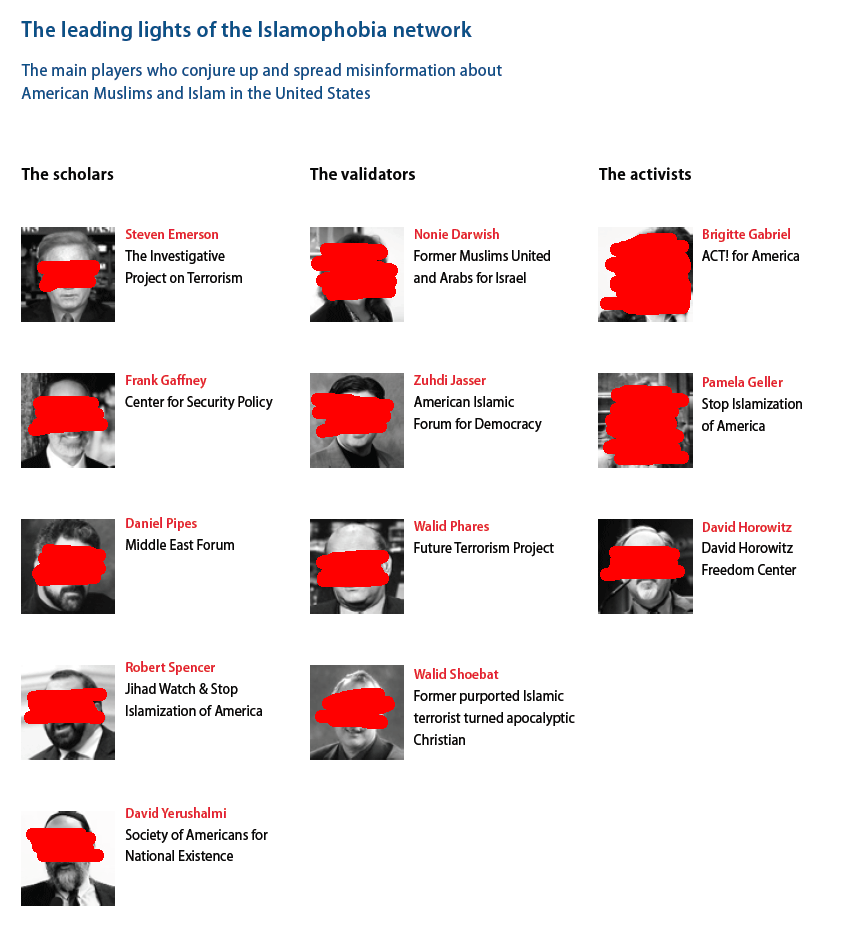 The leading lights of the Islamophobia network
The main players who conjure up and spread misinformation about
American Muslims and Islam in the United States
The scholars
Steven Emerson
The Investigative
Project on Terrorism
Frank Gaffney
Center for Security Policy
Daniel Pipes
Middle East Forum
Robert Spencer
Jihad Watch & Stop
Islamization of America
David Yerushalmi
Society of Americans for
National Existence
The validators
Nonie Darwish
Former Muslims United
and Arabs for Israel
Zuhdi Jasser
American Islamic
Forum for Democracy
Walid Phares
Future Terrorism Project
Walid Shoebat
Former purported Islamic
terrorist turned apocalyptic
Christian
The activists
Brigitte Gabriel
ACT! for America
Pamela Geller
Stop Islamization
of America
David Horowitz
David Horowitz
Freedom Center